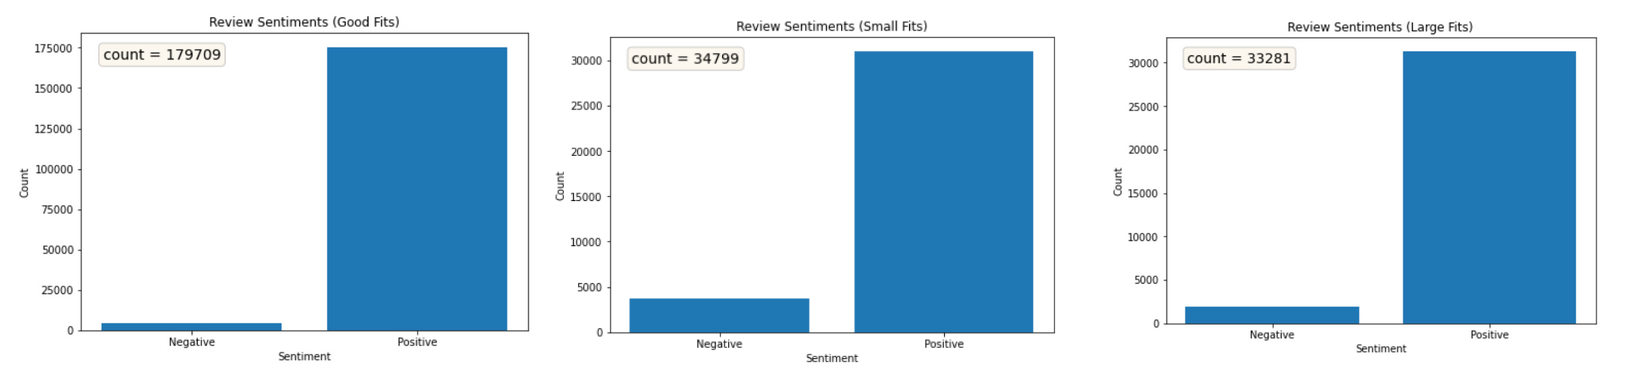 Review Sentiments (Good Fits)
count = 179709
175000
150000
125000
100000
75000
50000
25000
0
Count
Negative
Positive
Sentiment
Review Sentiments (Small Fits)
count = 34799
30000
25000
20000
15000
10000
5000
0
Count
Negative
Positive
Sentiment
Review Sentiments (Large Fits)
count = 33281
30000
25000
20000
15000
10000
5000
0
Count
Negative
Positive
Sentiment